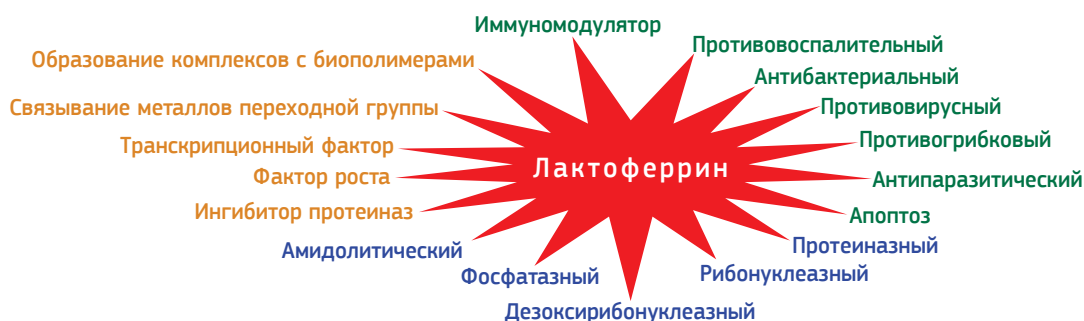 Иммуномодулятор
Противовоспалительный
Образование комплексов с биополимерами
Антибактериальный
Связывание металлов переходной группы
Противовирусный
Транскрипционный фактор
Противогрибковый
Лактоферрин
Фактор роста
Антипаразитический
Ингибитор протеиназ
Апоптоз
Амидолитический
Протеиназный
Фосфатазный
Рибонуклеазный
Дезоксирибонуклеазный